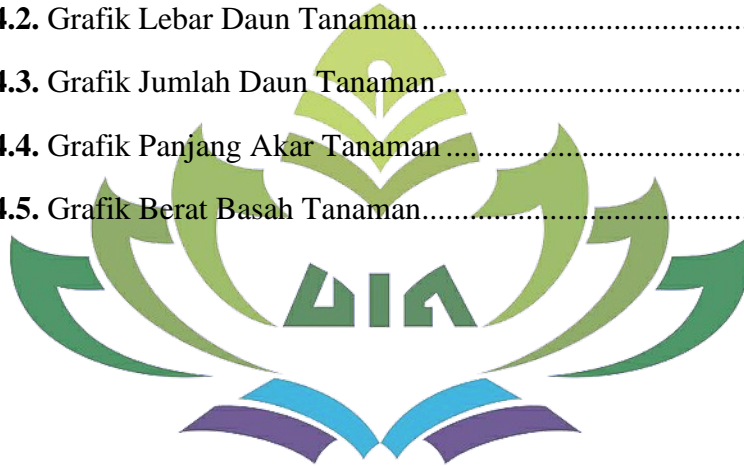 4.2. Grafik Lebar Daun Tanaman ..........................................
4.3. Grafik Jumlah Daun Tanaman ..........................................
4.4. Grafik Panjang Akar Tanaman ..........................................
4.5. Grafik Berat Basah Tanaman ..........................................
UIN